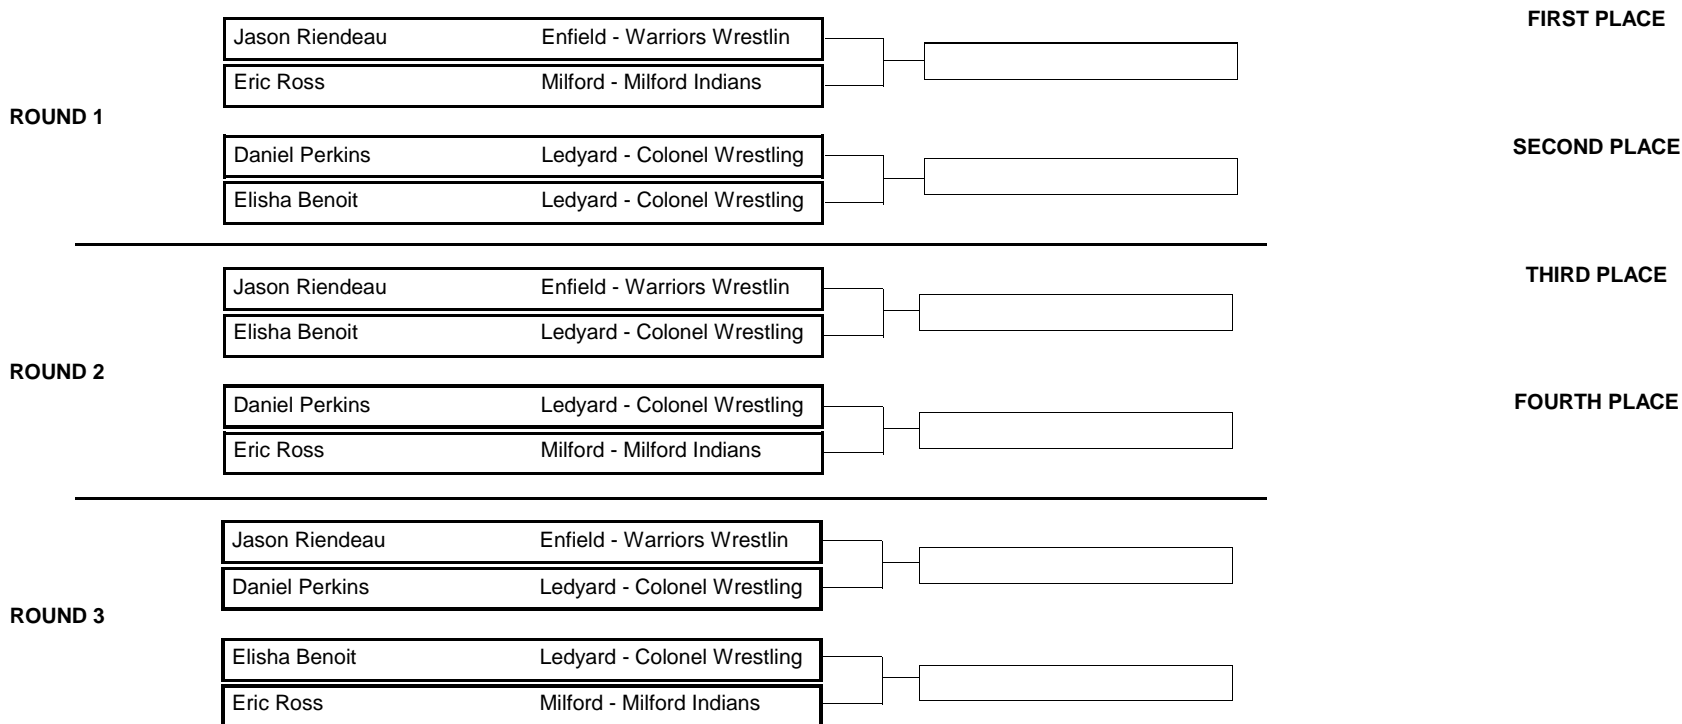 FIRST PLACE
Jason Riendeau Enfield - Warriors Wrestlin
Eric Ross Milford - Milford Indians
ROUND 1
Daniel Perkins Ledyard - Colonel Wrestling
SECOND PLACE
Elisha Benoit Ledyard - Colonel Wrestling
Jason Riendeau Enfield - Warriors Wrestlin
THIRD PLACE
Elisha Benoit Ledyard - Colonel Wrestling
ROUND 2
Daniel Perkins Ledyard - Colonel Wrestling
FOURTH PLACE
Eric Ross Milford - Milford Indians
Jason Riendeau Enfield - Warriors Wrestlin
Daniel Perkins Ledyard - Colonel Wrestling
ROUND 3
Elisha Benoit Ledyard - Colonel Wrestling
Eric Ross Milford - Milford Indians